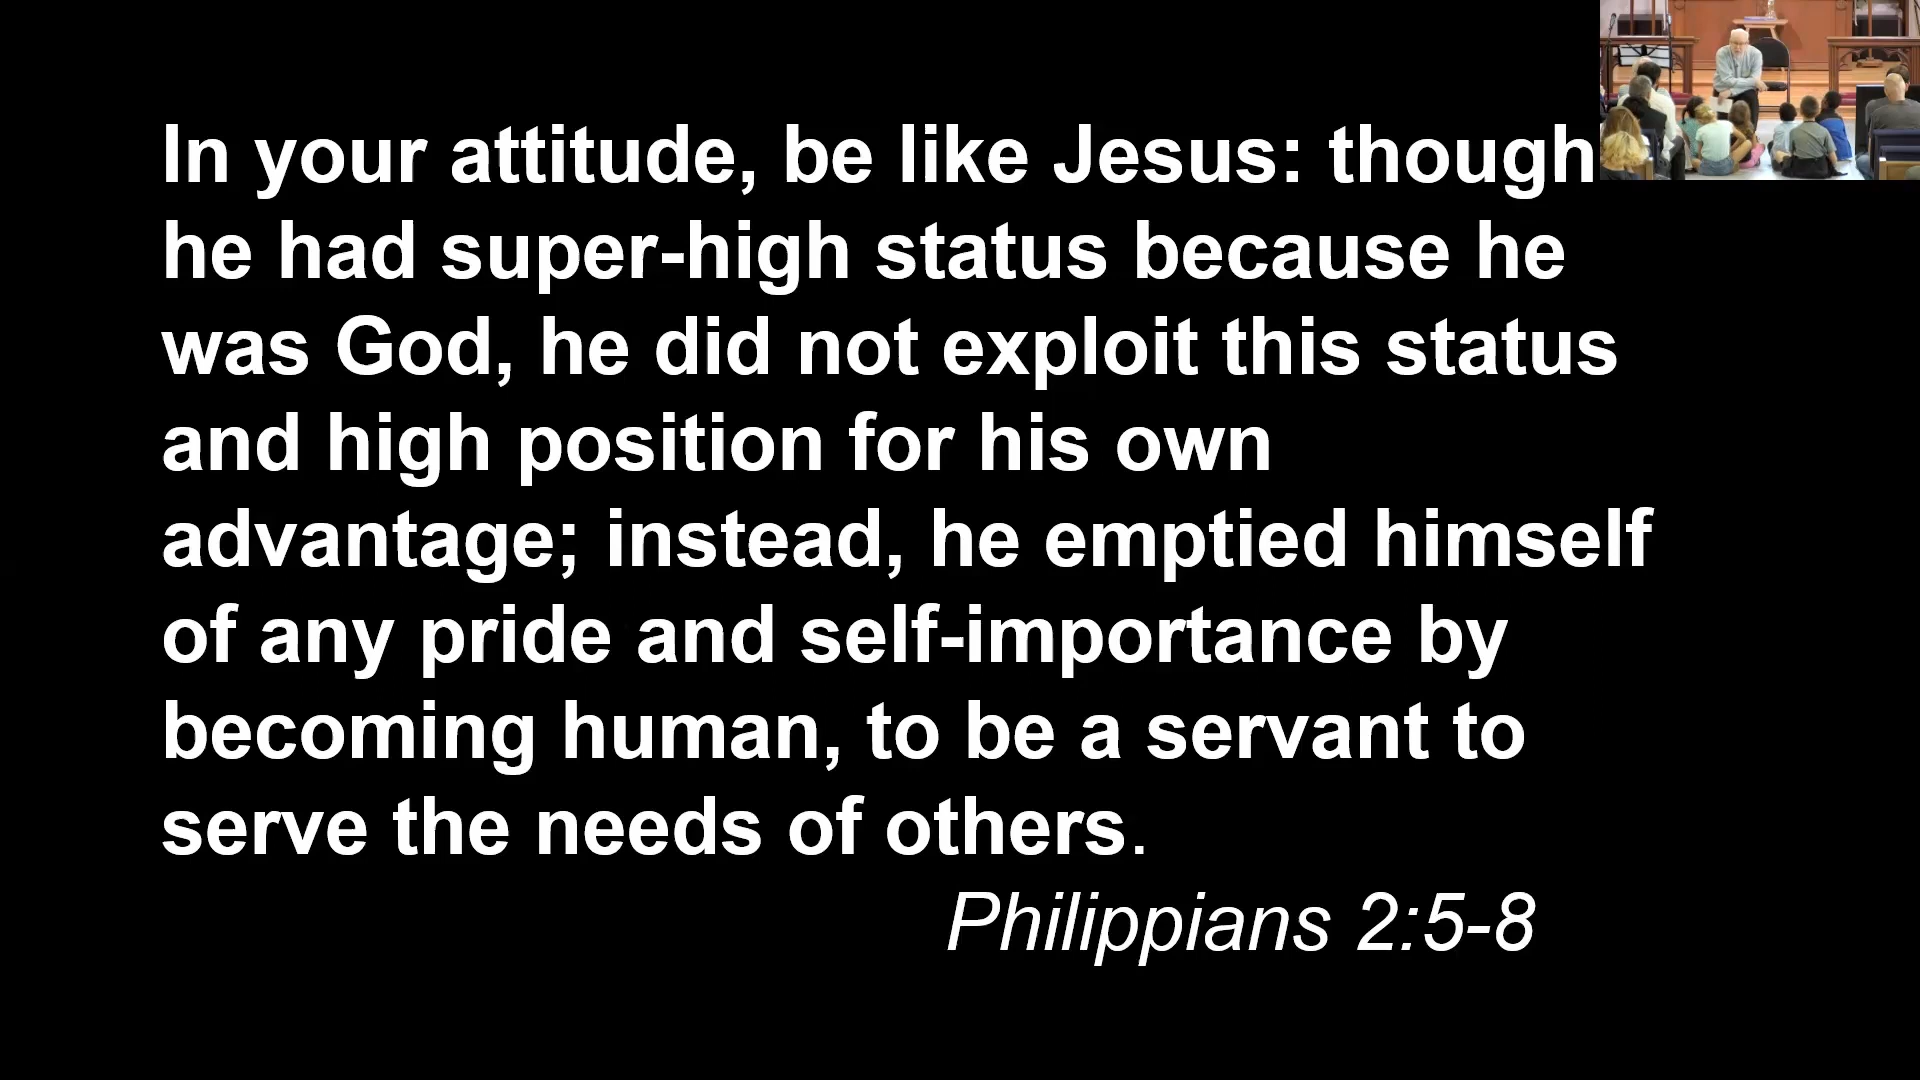 In your attitude, be like Jesus: though
he had super-high status because he
was God, he did not exploit this status
and high position for his own
advantage; instead, he emptied himself
of any pride and self-importance by
becoming human, to be a servant to
serve the needs of others.
Philippians 2:5-8